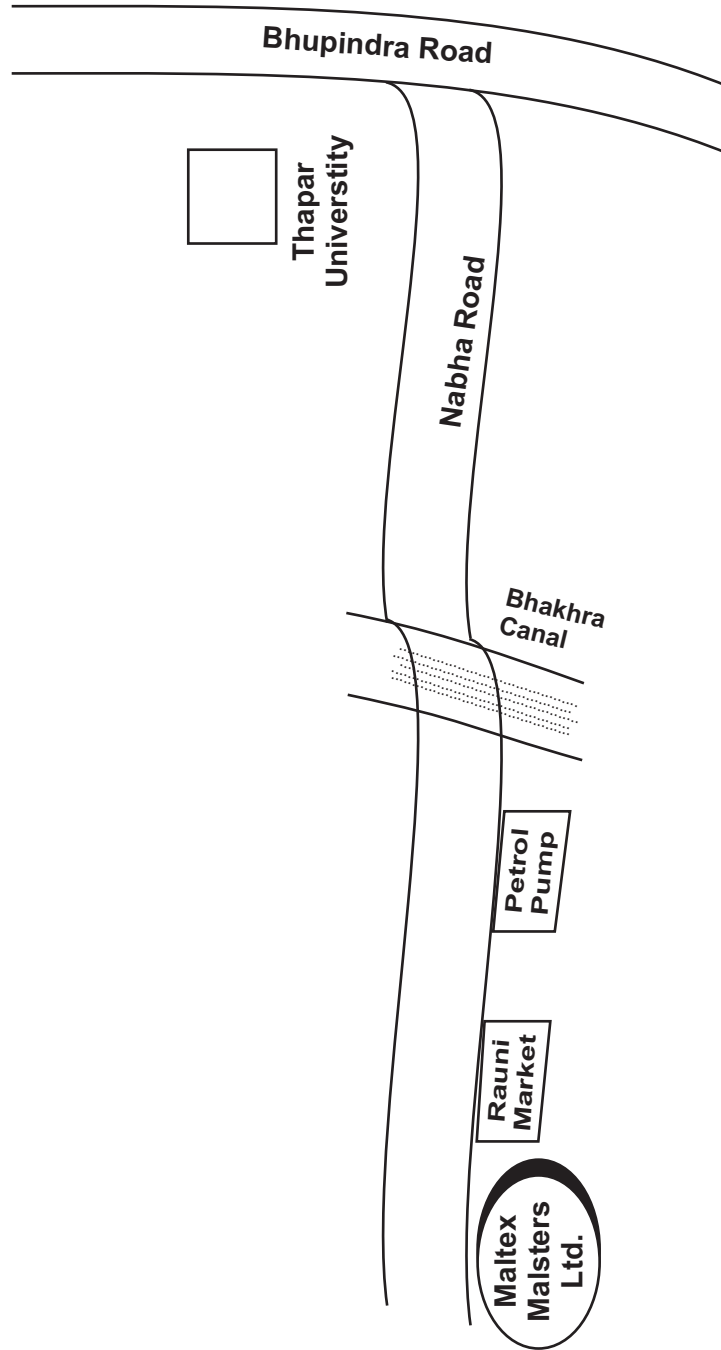 Bhupindra Road
Thapar
Universtity
Nabha Road
Bhakhra
Canal
Petrol
Pump
Rauni
Market
Maltex
Malsters
Ltd.